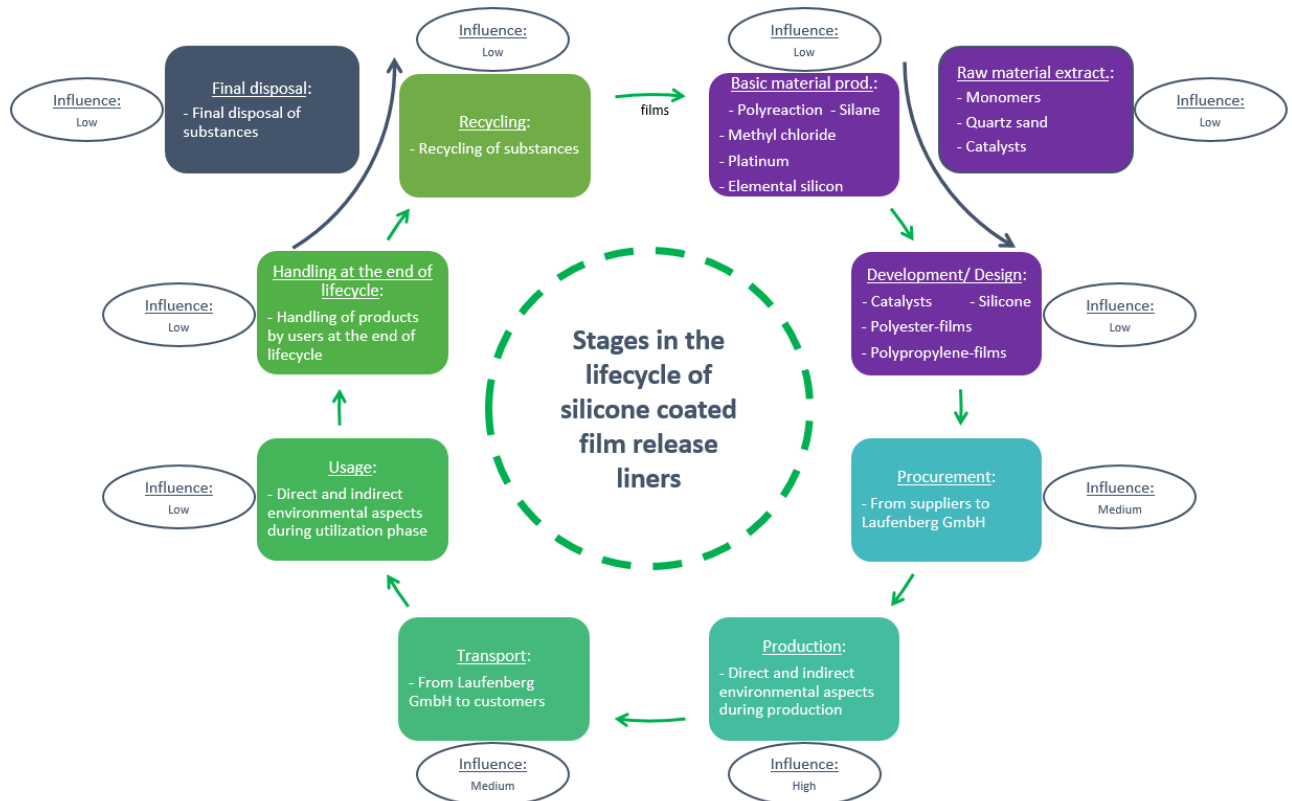 Influence:
Low
Final disposal:
- Final disposal of
substances
Influence:
Low
Recycling:
- Recycling of substances
films
Influence:
Low
Basic material prod.:
- Polyreaction - Silane
- Methyl chloride
- Platinum
- Elemental silicon
Raw material extract.:
- Monomers
- Quartz sand
- Catalysts
Influence:
Low
Influence:
Low
Handling at the end of
lifecycle:
- Handling of products
by users at the end of
lifecycle
Stages in the
lifecycle of
silicone coated
film release
liners
Development/ Design:
- Catalysts - Silicone
- Polyester-films
- Polypropylene-films
Influence:
Low
Influence:
Low
Usage:
- Direct and indirect
environmental aspects
during utilization phase
Procurement:
- From suppliers to
Laufenberg GmbH
Influence:
Medium
Transport:
- From Laufenberg
GmbH to customers
Influence:
Medium
Production:
- Direct and indirect
environmental aspects
during production
Influence:
High